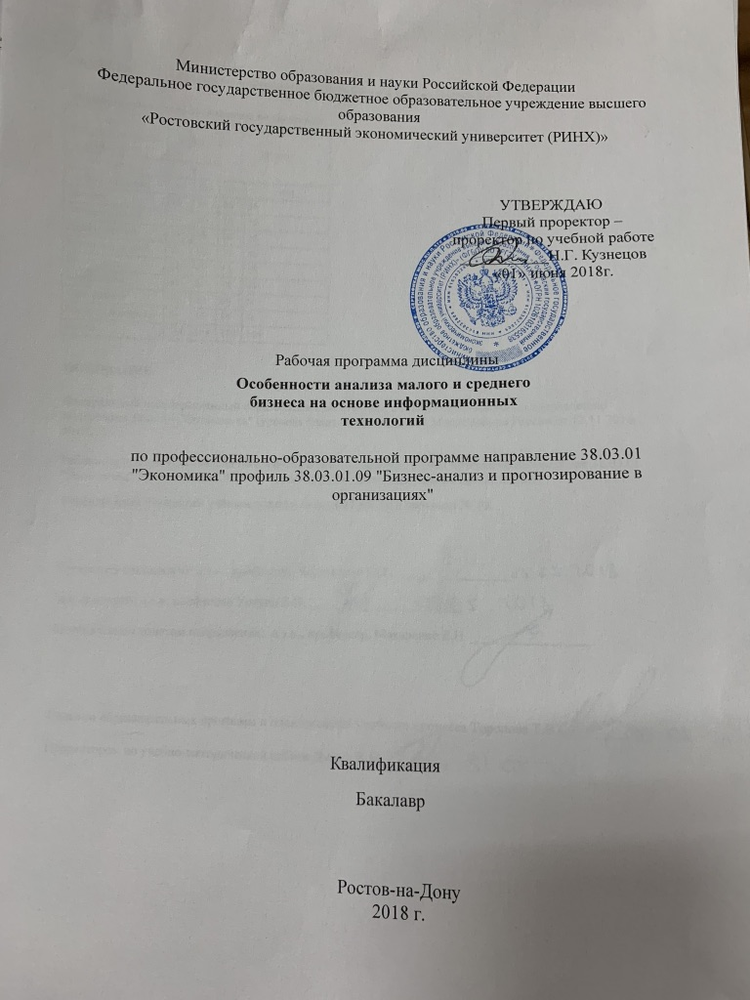 Министерство образования и науки Российской Федерации
Федеральное государственное бюджетное образовательное учреждение высшего
образования
«Ростовский государственный экономический университет (РИНХ)»
УТВЕРЖДАЮ
Первый проректор –
проректор по учебной работе
Н.Г. Кузнецов
«01» июня 2018г.
Рабочая программа дисциплины
Особенности анализа малого и среднего
бизнеса на основе информационных
технологий
по профессионально-образовательной программе направление 38.03.01
"Экономика" профиль 38.03.01.09 "Бизнес-анализ и прогнозирование в
организациях"
Квалификация
Бакалавр
Ростов-на-Дону
2018 г.